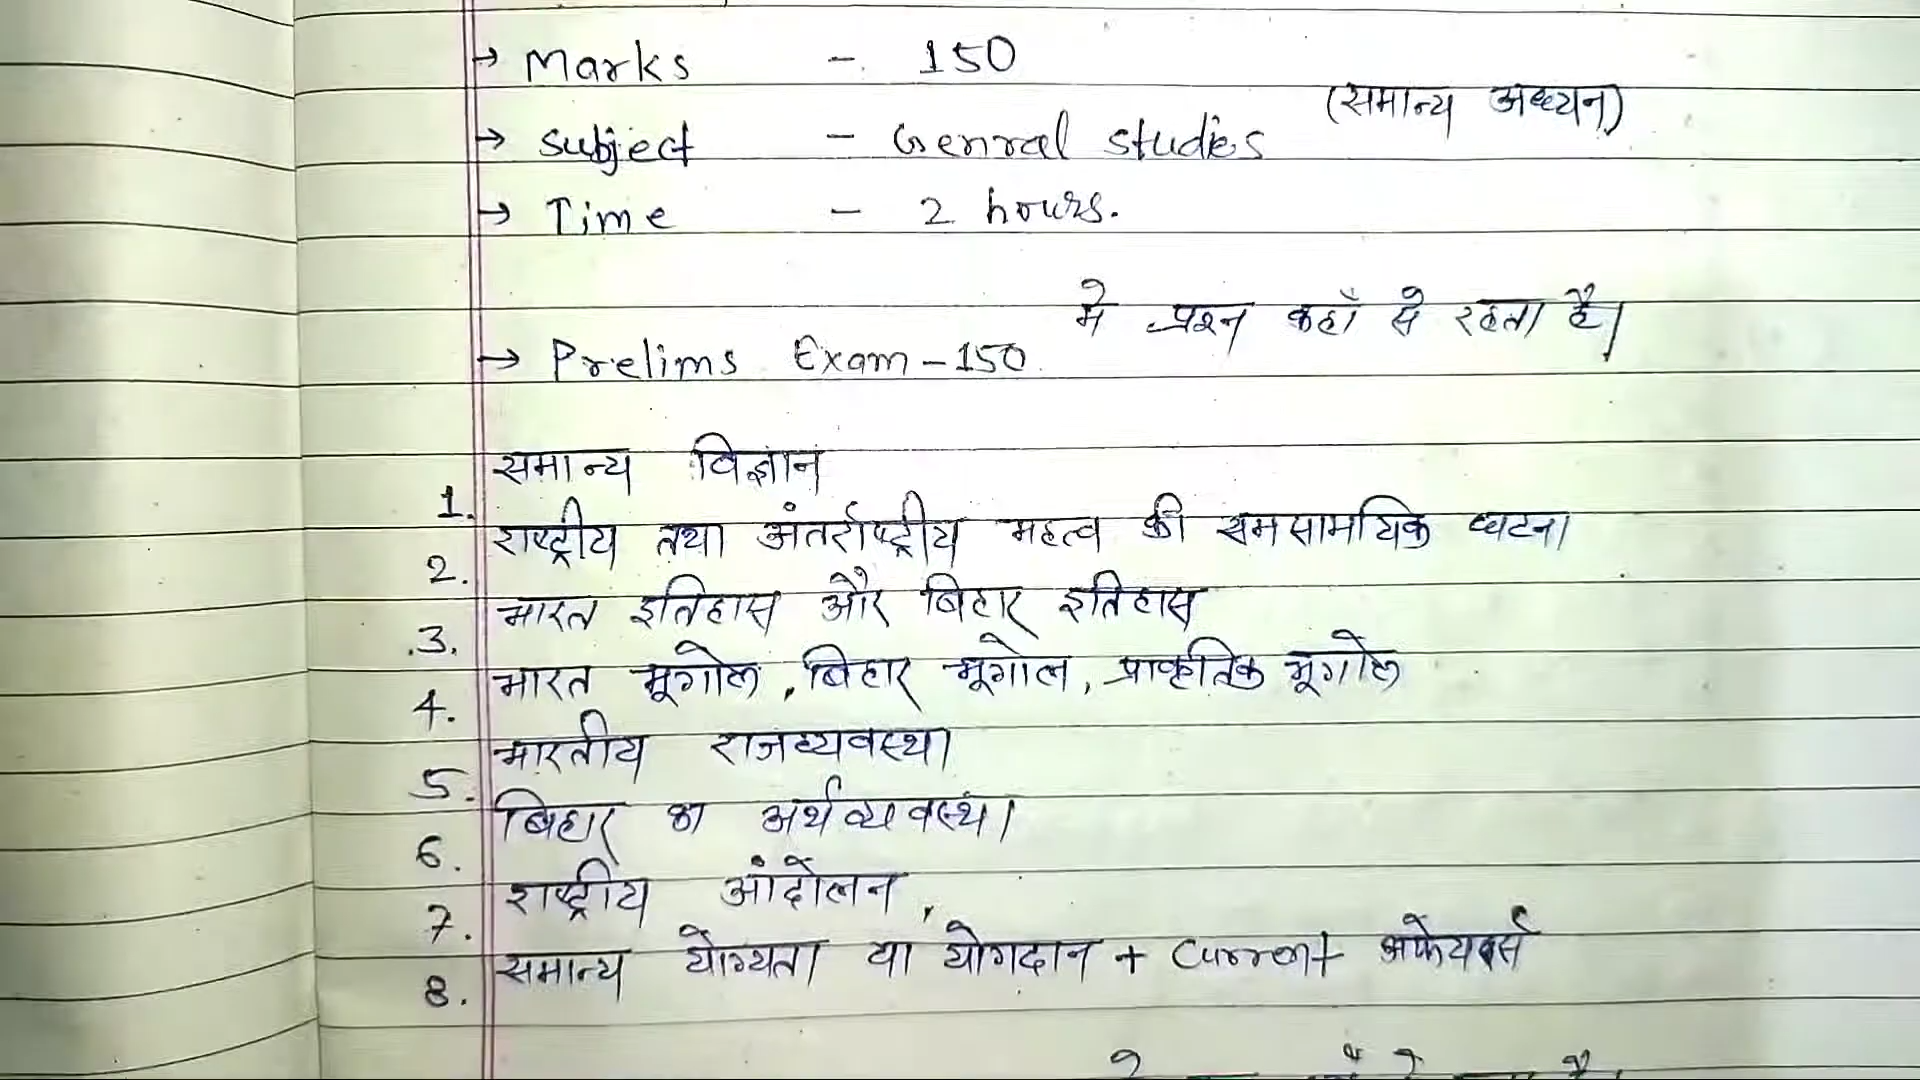 → Marks - 150
→ Subject - Genral studies (समान्य अध्ययन)
→ Time - 2 hours.
→ Prelims Exam - 150 मे प्रश्न कहाँ से रहता है।
1. समान्य विज्ञान
2. राष्ट्रीय तथा अंतर्राष्ट्रीय महत्व की समसामयिक घटना
3. भारत इतिहास और बिहार इतिहास
4. भारत भूगोल, बिहार भूगोल, प्राकृतिक भूगोल
5. भारतीय राजव्यवस्था
6. बिहार का अर्थव्यवस्था
7. राष्ट्रीय आंदोलन,
8. समान्य योग्यता या योगदान + Current अफेयर्स